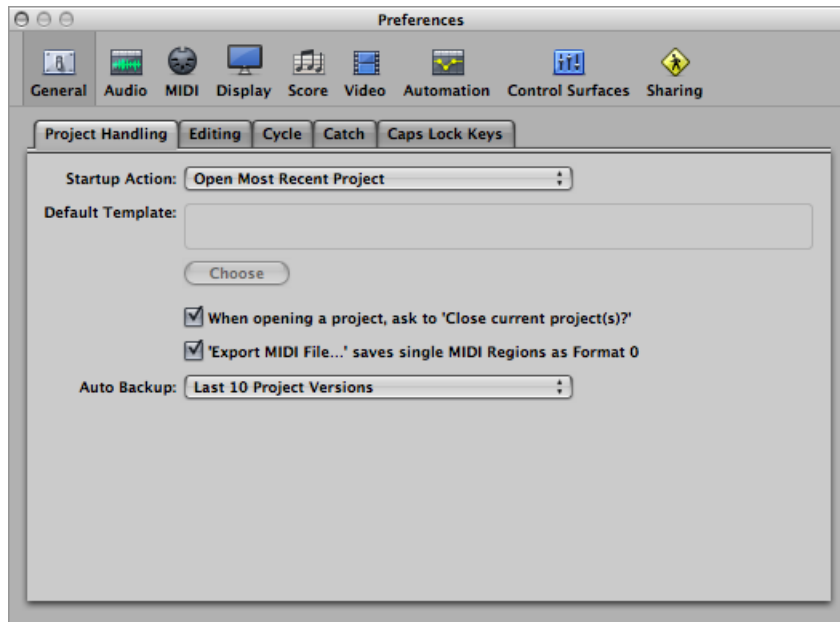 Preferences
General Audio MIDI Display Score Video Automation Control Surfaces Sharing
Project Handling Editing Cycle Catch Caps Lock Keys
Startup Action: Open Most Recent Project
Default Template:
Choose
When opening a project, ask to 'Close current project(s)?'
'Export MIDI File...' saves single MIDI Regions as Format 0
Auto Backup: Last 10 Project Versions